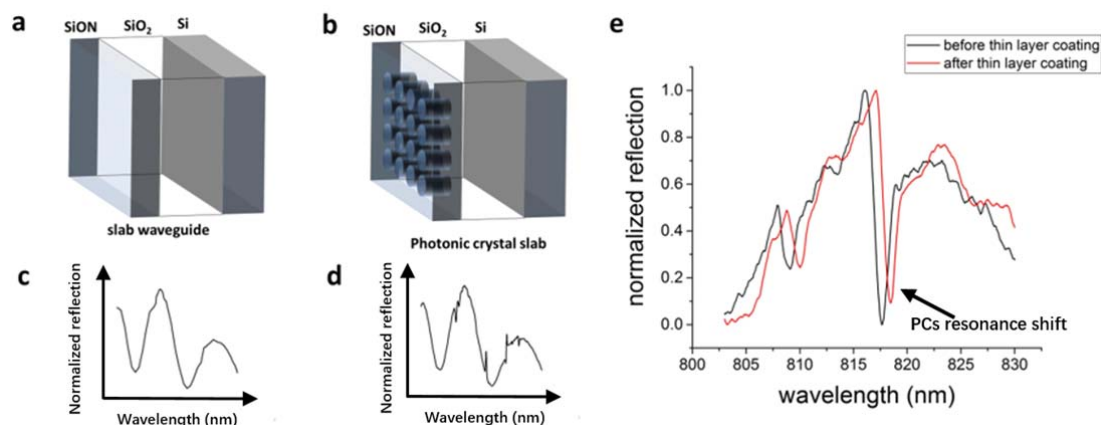 a
SiON SiO₂ Si
slab waveguide
b
SiON SiO₂ Si
Photonic crystal slab
c
Normalized reflection
Wavelength (nm)
d
Normalized reflection
Wavelength (nm)
e
before thin layer coating
after thin layer coating
normalized reflection
1.0
0.8
0.6
0.4
0.2
0.0
PCs resonance shift
800 805 810 815 820 825 830
wavelength (nm)